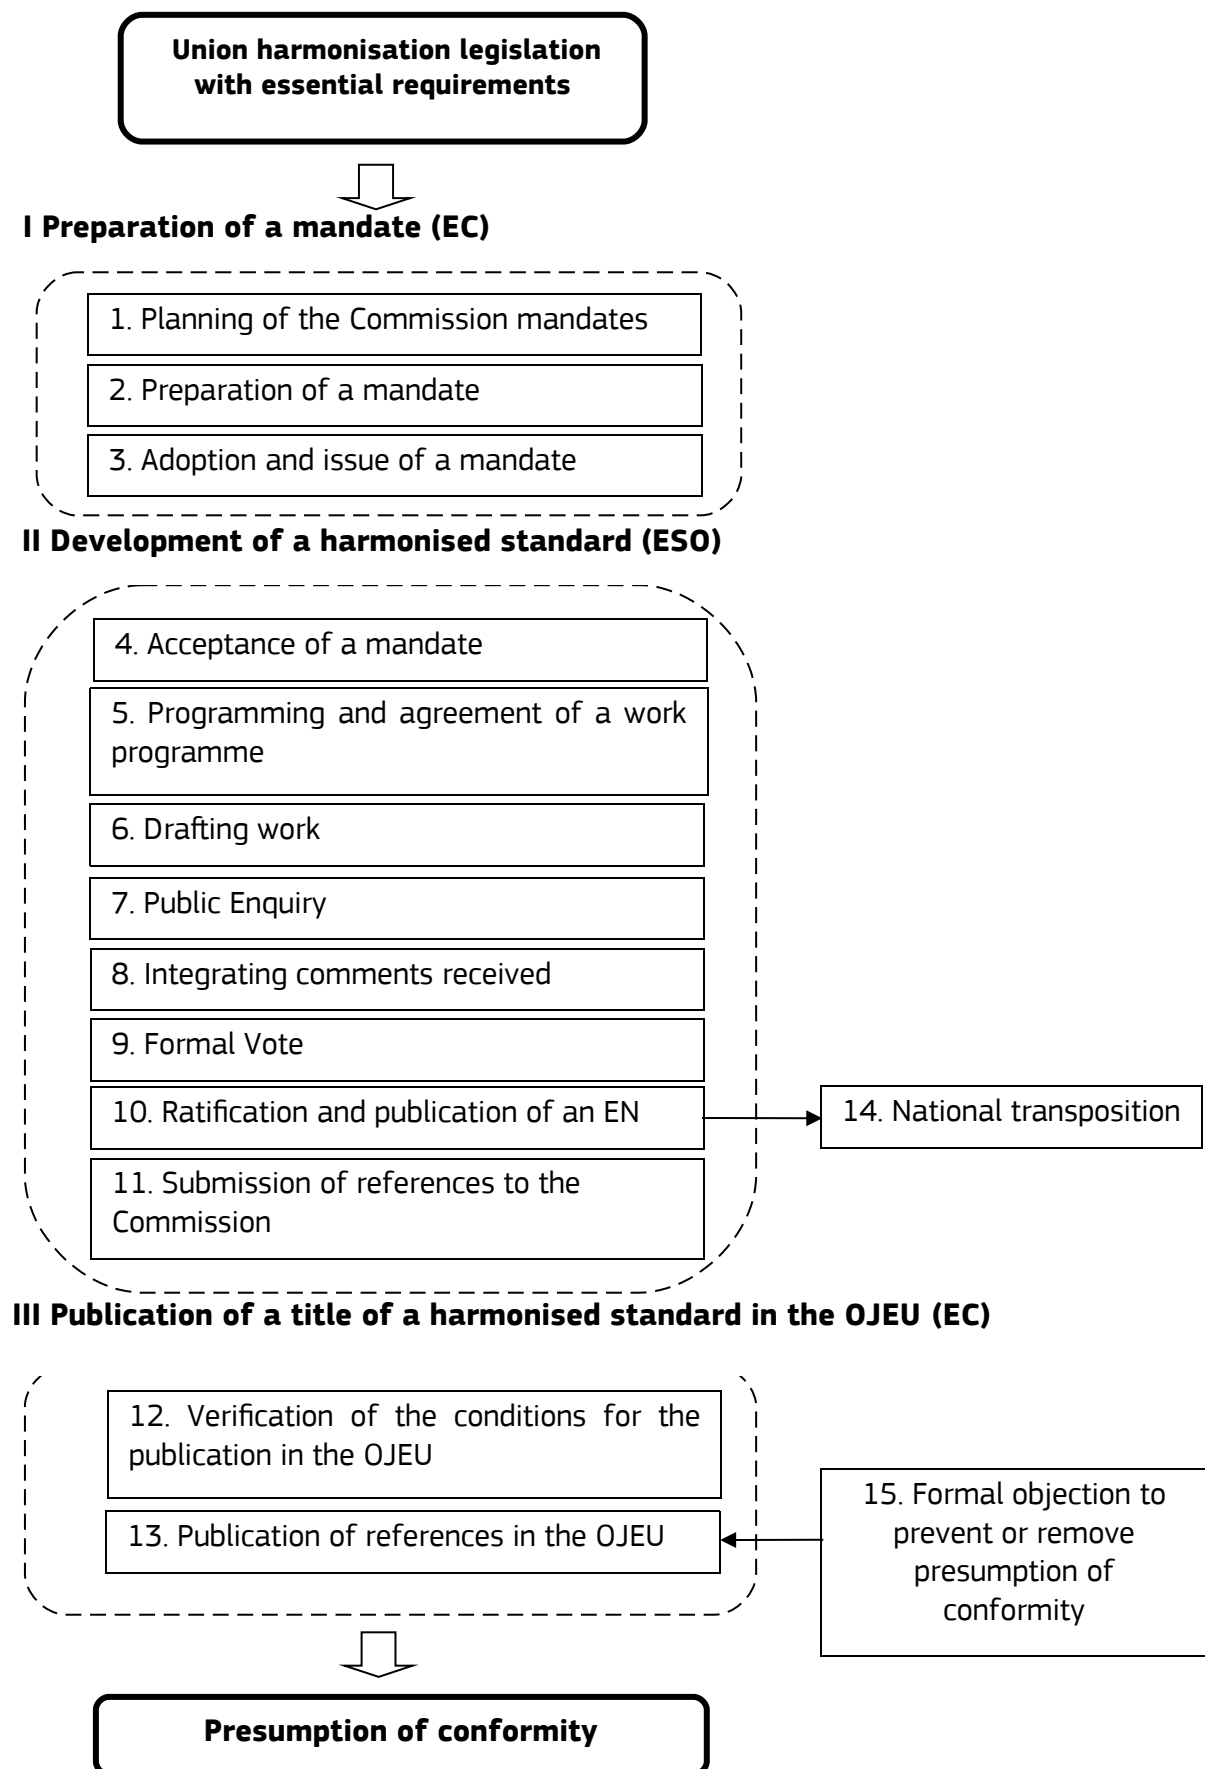 Union harmonisation legislation
with essential requirements
I Preparation of a mandate (EC)
1. Planning of the Commission mandates
2. Preparation of a mandate
3. Adoption and issue of a mandate
II Development of a harmonised standard (ESO)
4. Acceptance of a mandate
5. Programming and agreement of a work
programme
6. Drafting work
7. Public Enquiry
8. Integrating comments received
9. Formal Vote
10. Ratification and publication of an EN
14. National transposition
11. Submission of references to the
Commission
III Publication of a title of a harmonised standard in the OJEU (EC)
12. Verification of the conditions for the
publication in the OJEU
13. Publication of references in the OJEU
15. Formal objection to
prevent or remove
presumption of
conformity
Presumption of conformity